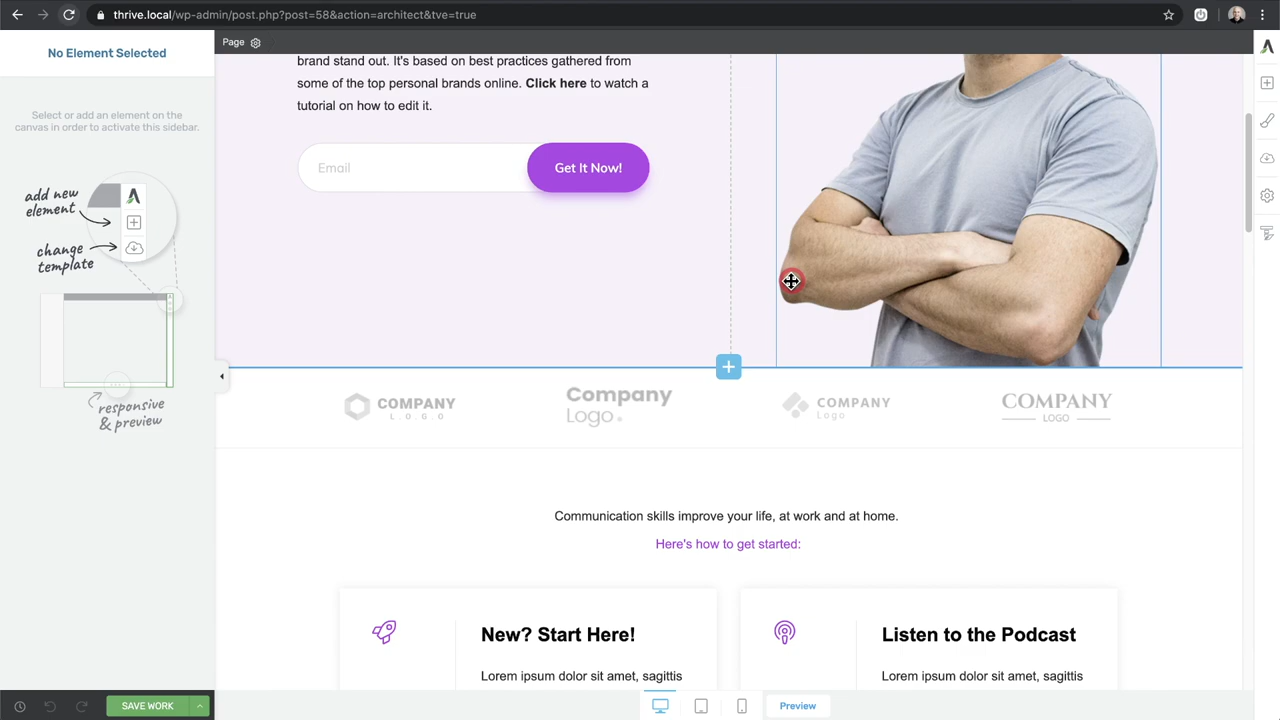 thrive.local/wp-admin/post.php?post=58&action=architect&tve=true
No Element Selected
Page
Select or add an element on the
canvas in order to activate this sidebar.
add new
element
change
template
responsive
& preview
brand stand out. It's based on best practices gathered from
some of the top personal brands online. Click here to watch a
tutorial on how to edit it.
Email
Get It Now!
COMPANY
L.O.G.O
Company
Logo
COMPANY
Logo
COMPANY
LOGO
Communication skills improve your life, at work and at home.
Here's how to get started:
New? Start Here!
Lorem ipsum dolor sit amet, sagittis
Listen to the Podcast
Lorem ipsum dolor sit amet, sagittis
SAVE WORK
Preview